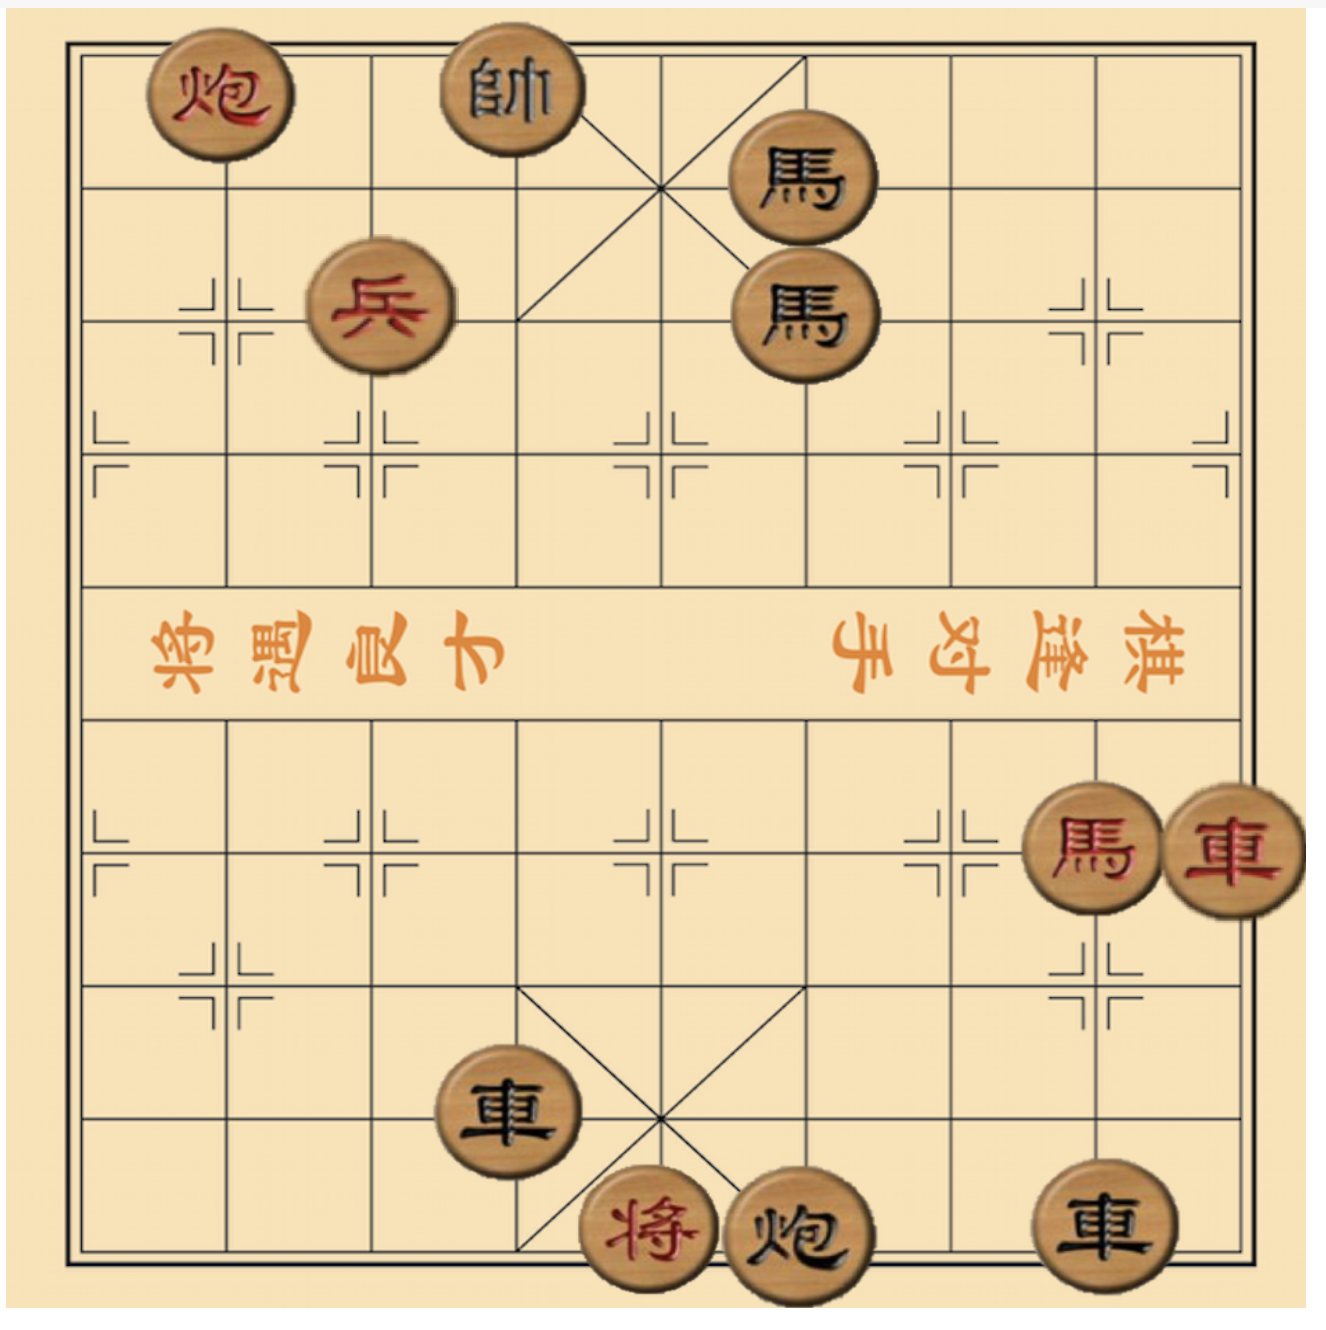 炮 帥
馬
兵 馬
将遇良才 棋逢对手
馬 車
車
将 炮 車